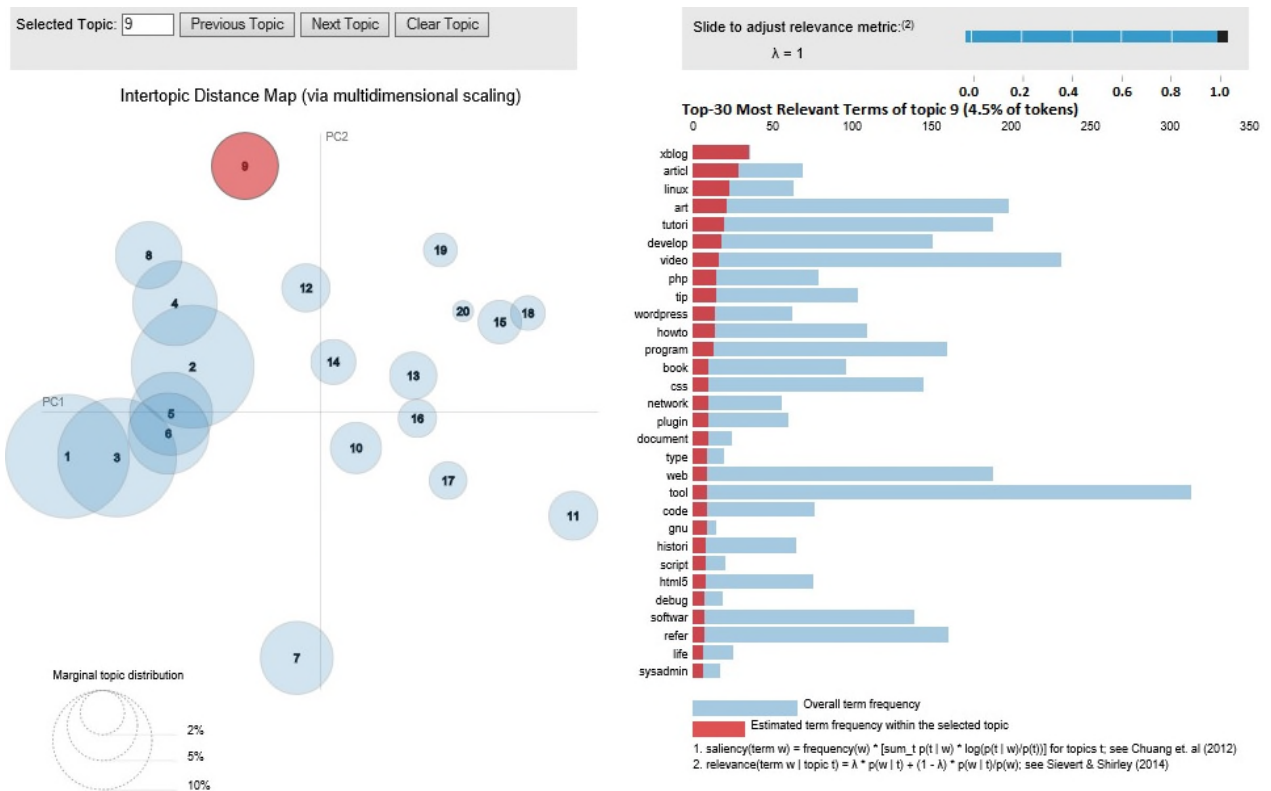 Selected Topic: 9 Previous Topic Next Topic Clear Topic
Slide to adjust relevance metric:(2)
λ = 1
0.0 0.2 0.4 0.6 0.8 1.0
Intertopic Distance Map (via multidimensional scaling)
PC2
PC1
9
8
19
12
4
20
15
18
2
14
13
5
16
6
10
1
3
17
11
7
Marginal topic distribution
2%
5%
10%
Top-30 Most Relevant Terms of topic 9 (4.5% of tokens)
0 50 100 150 200 250 300 350
xblog
articl
linux
art
tutori
develop
video
php
tip
wordpress
howto
program
book
css
network
plugin
document
type
web
tool
code
gnu
histori
script
html5
debug
softwar
refer
life
sysadmin
Overall term frequency
Estimated term frequency within the selected topic
1. saliency(term w) = frequency(w) * [sum_t p(t | w) * log(p(t | w)/p(t))] for topics t; see Chuang et. al (2012)
2. relevance(term w | topic t) = λ * p(w | t) + (1 - λ) * p(w | t)/p(w); see Sievert & Shirley (2014)